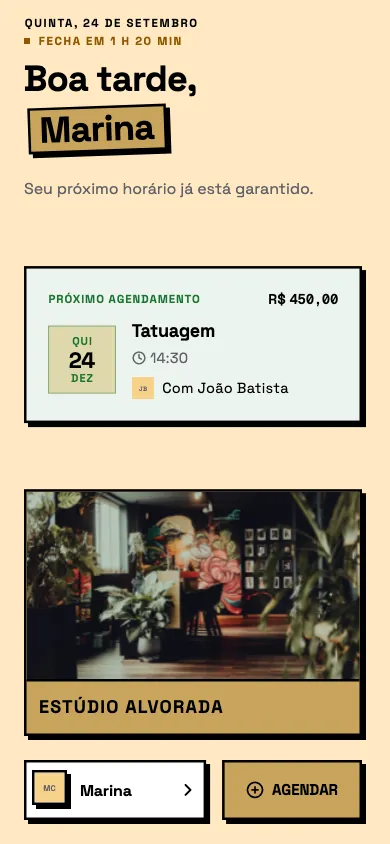 QUINTA, 24 DE SETEMBRO
FECHA EM 1 H 20 MIN
Boa tarde,
Marina
Seu próximo horário já está garantido.
PRÓXIMO AGENDAMENTO
R$ 450,00
QUI
24
DEZ
Tatuagem
14:30
JB
Com João Batista
ESTÚDIO ALVORADA
MC
Marina
AGENDAR